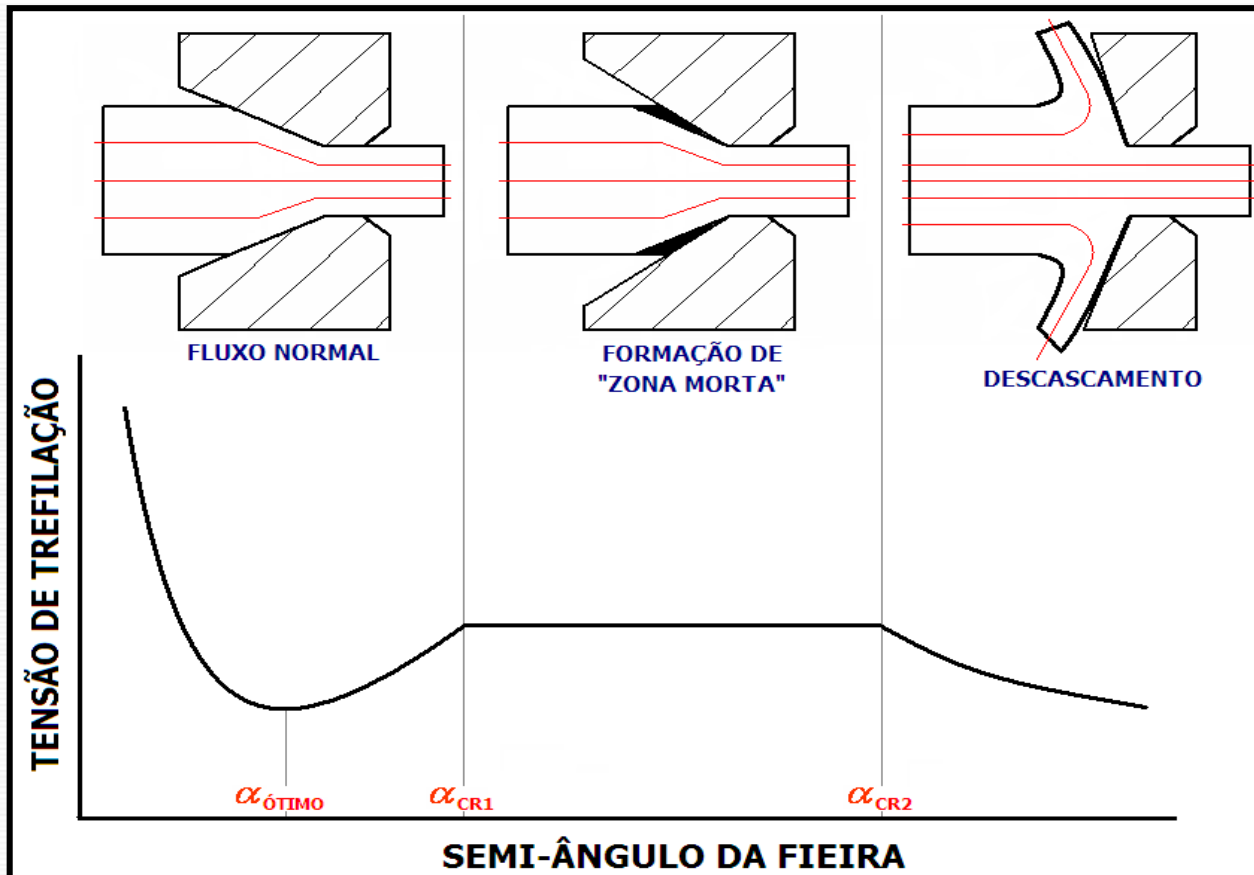 FLUXO NORMAL
FORMAÇÃO DE
"ZONA MORTA"
DESCASCAMENTO
TENSÃO DE TREFILAÇÃO
αÓTIMO
αCR1
αCR2
SEMI-ÂNGULO DA FIEIRA